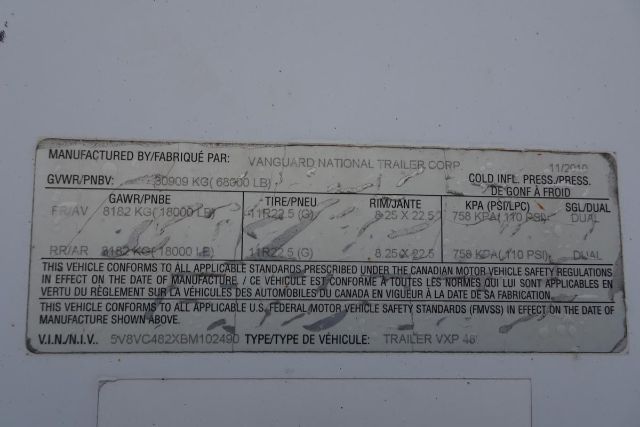 MANUFACTURED BY/FABRIQUÉ PAR: VANGUARD NATIONAL TRAILER CORP 11/2010
GVWR/PNBV: 30909 KG( 68000 LB) COLD INFL. PRESS./PRESS.
DE GONF À FROID
GAWR/PNBE TIRE/PNEU RIM/JANTE KPA (PSI/LPC) SGL/DUAL
FR/AV 8182 KG( 18000 LB) 11R22.5 (G) 8.25 X 22.5 758 KPA( 110 PSI) DUAL
RR/AR 8182 KG( 18000 LB) 11R22.5 (G) 8.25 X 22.5 758 KPA( 110 PSI) DUAL
THIS VEHICLE CONFORMS TO ALL APPLICABLE STANDARDS PRESCRIBED UNDER THE CANADIAN MOTOR VEHICLE SAFETY REGULATIONS
IN EFFECT ON THE DATE OF MANUFACTURE. / CE VÉHICULE EST CONFORME À TOUTES LES NORMES QUI LUI SONT APPLICABLES EN
VERTU DU RÈGLEMENT SUR LA VÉHICULES DES AUTOMOBILES DU CANADA EN VIGUEUR À LA DATE DE SA FABRICATION.
THIS VEHICLE CONFORMS TO ALL APPLICABLE U.S. FEDERAL MOTOR VEHICLE SAFETY STANDARDS (FMVSS) IN EFFECT ON THE DATE OF
MANUFACTURE SHOWN ABOVE.
V.I.N./N.I.V. 5V8VC482XBM102490 TYPE/TYPE DE VÉHICULE: TRAILER VXP 48'